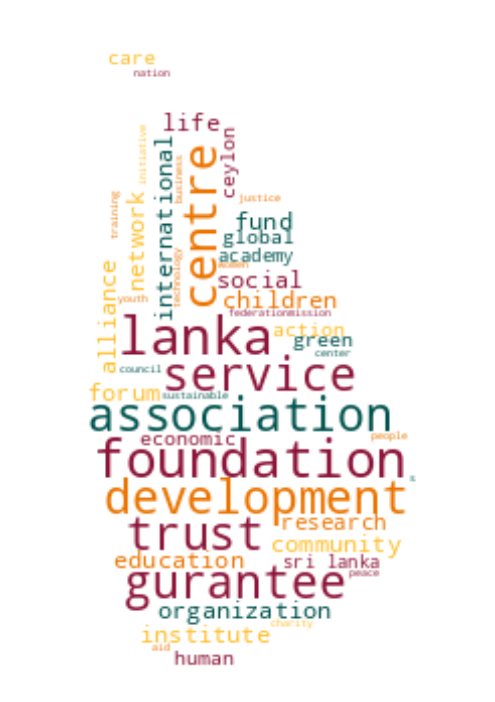 care
nation
life
initiative
ceylon
international
centre
business
training
network
justice
fund
global
academy
women
technology
social
alliance
youth
children
federationmission
lanka
action
green
center
council
service
forum
sustainable
association
economic
people
foundation
s
development
trust
research
community
education
sri lanka
peace
gurantee
organization
charity
institute
aid
human